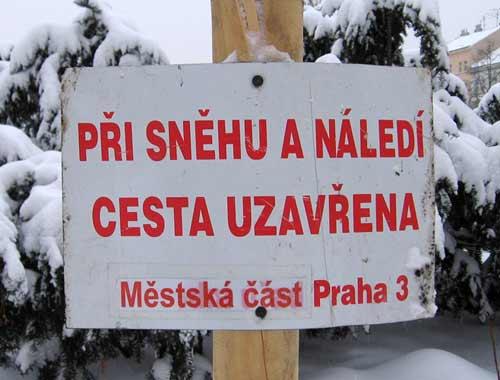 PŘI SNĚHU A NÁLEDÍ
CESTA UZAVŘENA
Městská část Praha 3